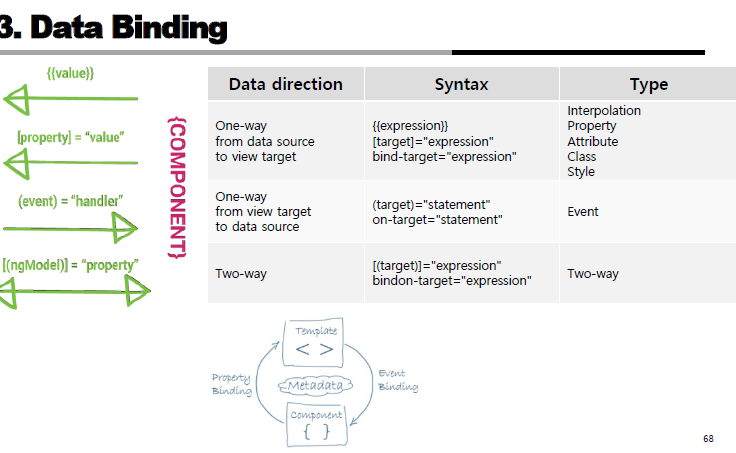 3. Data Binding
{{value}}
[property] = "value"
(event) = "handler"
[(ngModel)] = "property"
{COMPONENT}
Data direction
Syntax
Type
One-way
from data source
to view target
{{expression}}
[target]="expression"
bind-target="expression"
Interpolation
Property
Attribute
Class
Style
One-way
from view target
to data source
(target)="statement"
on-target="statement"
Event
Two-way
[(target)]="expression"
bindon-target="expression"
Two-way
Template
< >
Property
Binding
Metadata
Event
Binding
Component
{ }
68